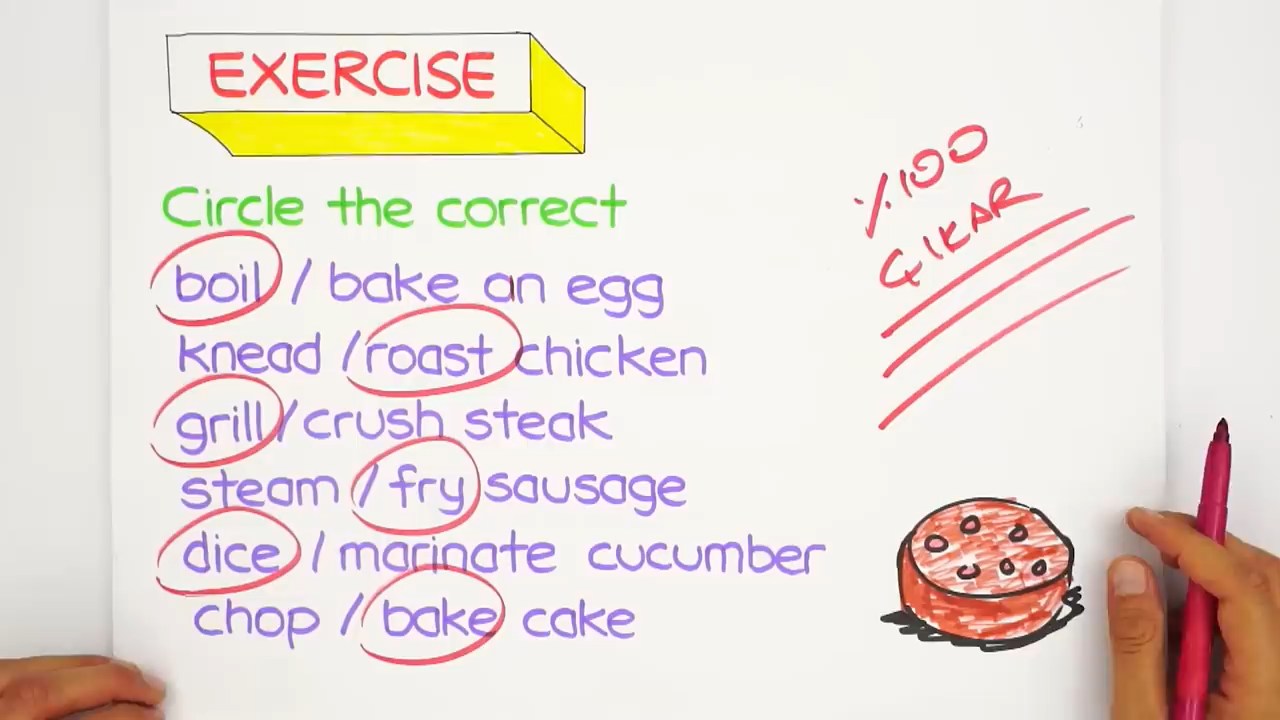 EXERCISE
Circle the correct
boil / bake an egg
knead / roast chicken
grill / crush steak
steam / fry sausage
dice / marinate cucumber
chop / bake cake
%100
ÇIKAR